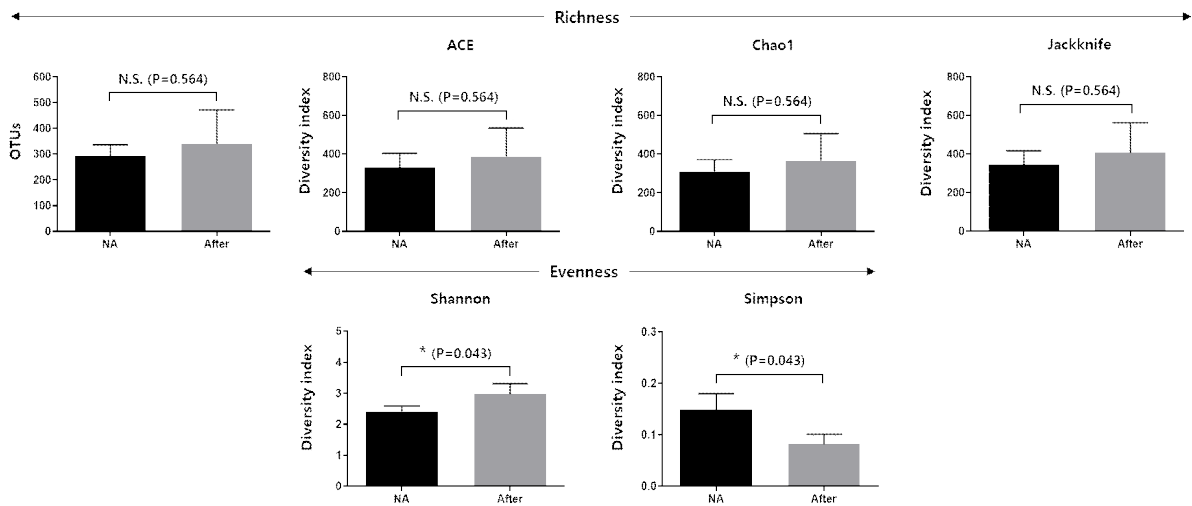 Richness
OTUs
600
500
400
300
200
100
0
N.S. (P=0.564)
NA
After
ACE
Diversity index
800
600
400
200
0
N.S. (P=0.564)
NA
After
Chao1
Diversity index
800
600
400
200
0
N.S. (P=0.564)
NA
After
Jackknife
Diversity index
800
600
400
200
0
N.S. (P=0.564)
NA
After
Evenness
Shannon
Diversity index
5
4
3
2
1
0
* (P=0.043)
NA
After
Simpson
Diversity index
0.3
0.2
0.1
0.0
* (P=0.043)
NA
After